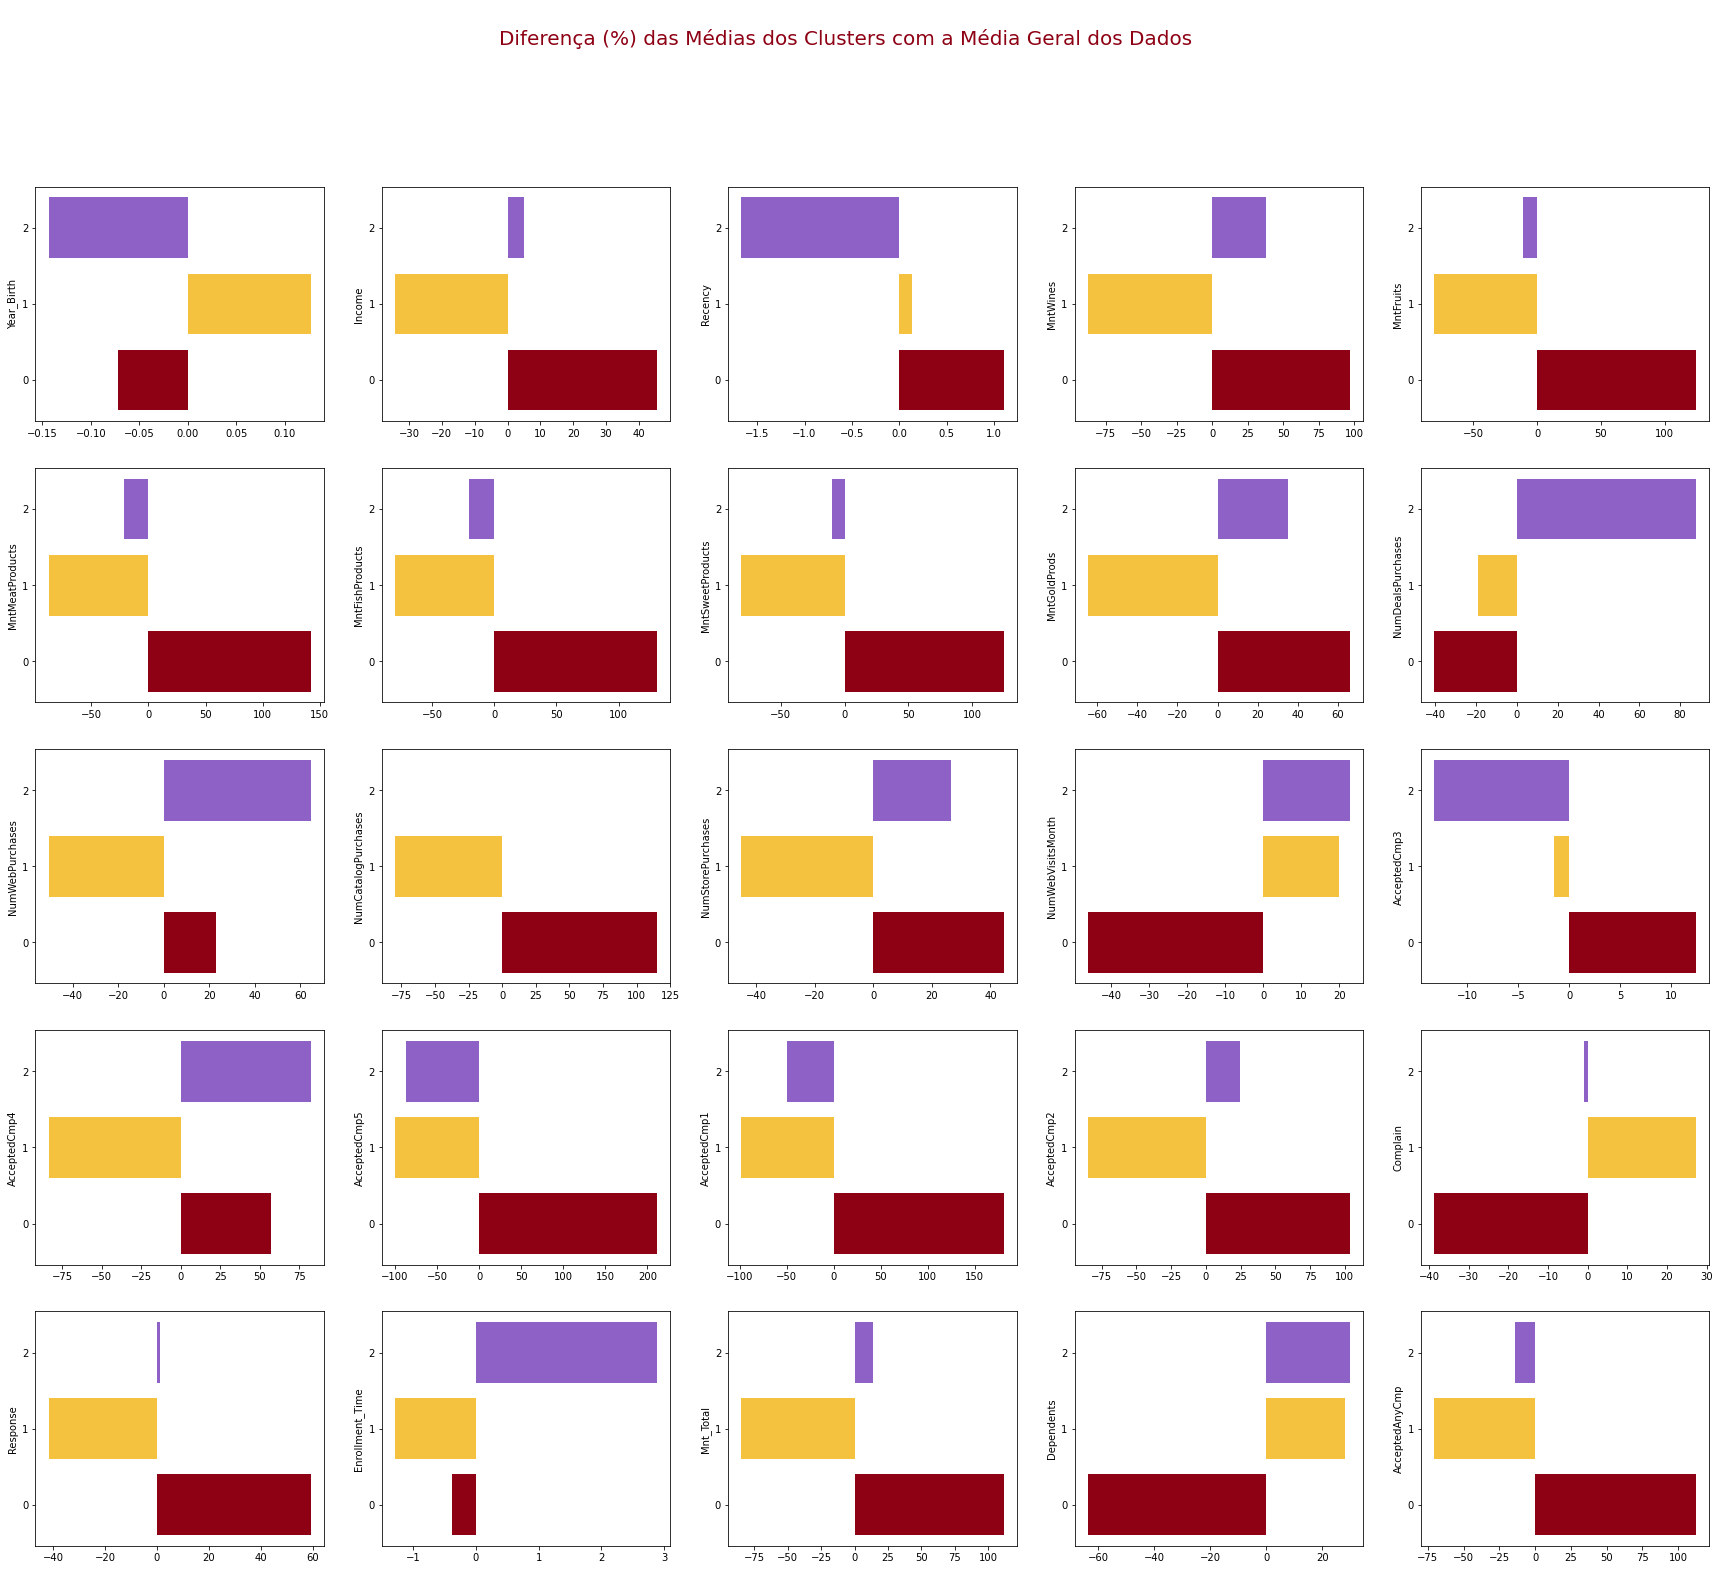 Diferença (%) das Médias dos Clusters com a Média Geral dos Dados
Year_Birth
2
1
0
−0.15 −0.10 −0.05 0.00 0.05 0.10
Income
2
1
0
−30 −20 −10 0 10 20 30 40
Recency
2
1
0
−1.5 −1.0 −0.5 0.0 0.5 1.0
MntWines
2
1
0
−75 −50 −25 0 25 50 75 100
MntFruits
2
1
0
−50 0 50 100
MntMeatProducts
2
1
0
−50 0 50 100 150
MntFishProducts
2
1
0
−50 0 50 100
MntSweetProducts
2
1
0
−50 0 50 100
MntGoldProds
2
1
0
−60 −40 −20 0 20 40 60
NumDealsPurchases
2
1
0
−40 −20 0 20 40 60 80
NumWebPurchases
2
1
0
−40 −20 0 20 40 60
NumCatalogPurchases
2
1
0
−75 −50 −25 0 25 50 75 100 125
NumStorePurchases
2
1
0
−40 −20 0 20 40
NumWebVisitsMonth
2
1
0
−40 −30 −20 −10 0 10 20
AcceptedCmp3
2
1
0
−10 −5 0 5 10
AcceptedCmp4
2
1
0
−75 −50 −25 0 25 50 75
AcceptedCmp5
2
1
0
−100 −50 0 50 100 150 200
AcceptedCmp1
2
1
0
−100 −50 0 50 100 150
AcceptedCmp2
2
1
0
−75 −50 −25 0 25 50 75 100
Complain
2
1
0
−40 −30 −20 −10 0 10 20 30
Response
2
1
0
−40 −20 0 20 40 60
Enrollment_Time
2
1
0
−1 0 1 2 3
Mnt_Total
2
1
0
−75 −50 −25 0 25 50 75 100
Dependents
2
1
0
−60 −40 −20 0 20
AcceptedAnyCmp
2
1
0
−75 −50 −25 0 25 50 75 100